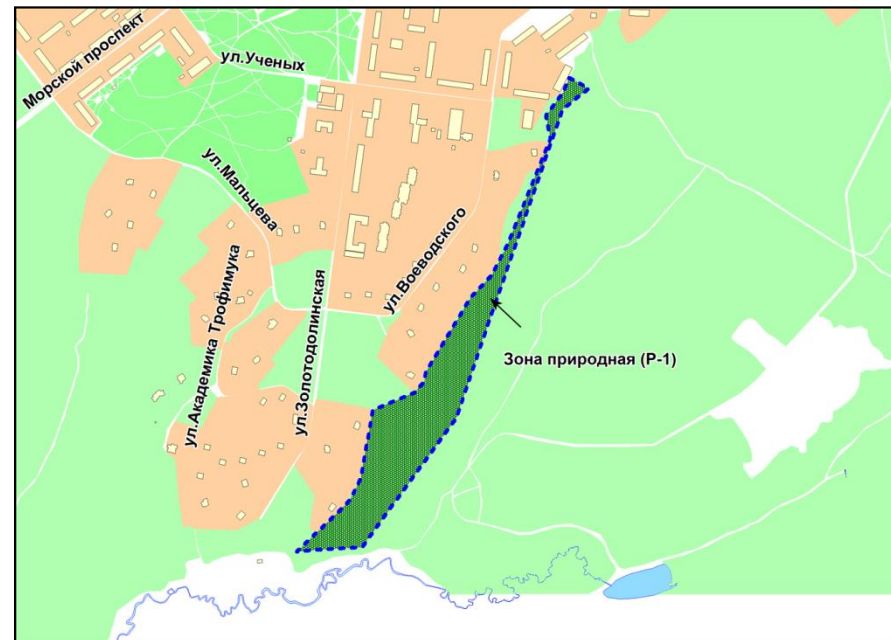 Морской проспект
ул.Ученых
ул.Мальцева
ул.Воеводского
ул.Академика Трофимука
ул.Золотодолинская
Зона природная (Р-1)